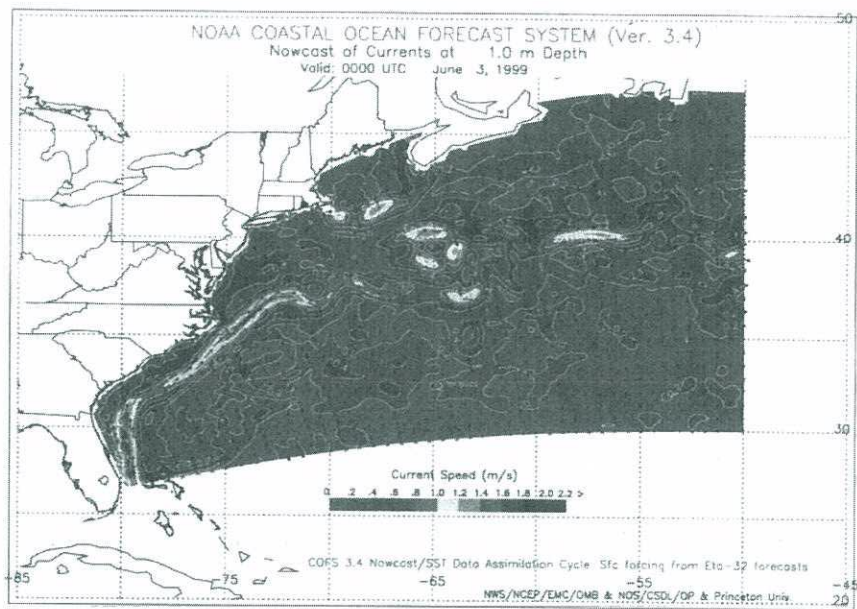 NOAA COASTAL OCEAN FORECAST SYSTEM (Ver. 3.4)
Nowcast of Currents at 1.0 m Depth
Valid: 0000 UTC June 3, 1999
50
40
30
20
Current Speed (m/s)
0. .2 .4 .6 .8 1.0 1.2 1.4 1.6 1.8 2.0 2.2 >
COFS 3.4 Nowcast/SST Data Assimilation Cycle. Sfc forcing from Eta-32 forecasts
-85 -75 -65 -55 -45
NWS/NCEP/EMC/OMB & NOS/CSDL/OP & Princeton Univ.